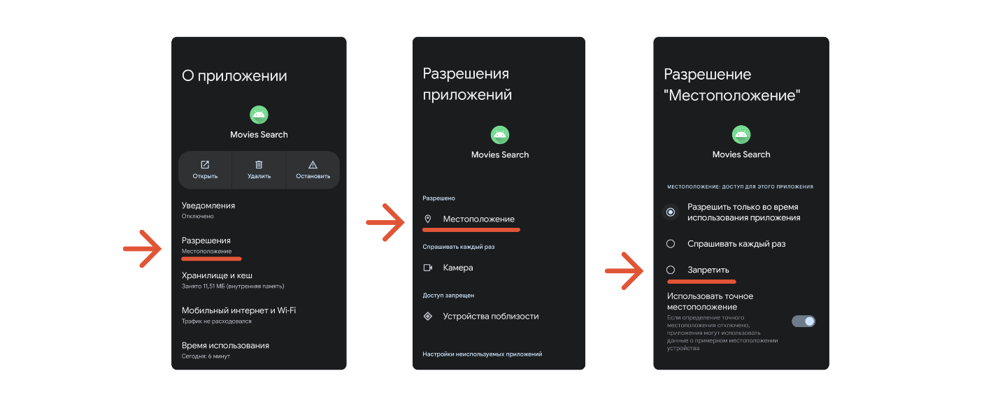 О приложении
Movies Search
Открыть
Удалить
Остановить
Уведомления
Отключено
Разрешения
Местоположение
Хранилище и кеш
Занято 11,51 МБ (внутренняя память)
Мобильный интернет и Wi-Fi
Трафик не расходовался
Время использования
Сегодня: 6 минут
Разрешения
приложений
Movies Search
Разрешено
Местоположение
Спрашивать каждый раз
Камера
Доступ запрещен
Устройства поблизости
Настройки неиспользуемых приложений
Разрешение
"Местоположение"
Movies Search
МЕСТОПОЛОЖЕНИЕ: ДОСТУП ДЛЯ ЭТОГО ПРИЛОЖЕНИЯ
Разрешить только во время
использования приложения
Спрашивать каждый раз
Запретить
Использовать точное
местоположение
Если определение точного
местоположения отключено,
приложения могут использовать
данные о примерном местоположении
устройства